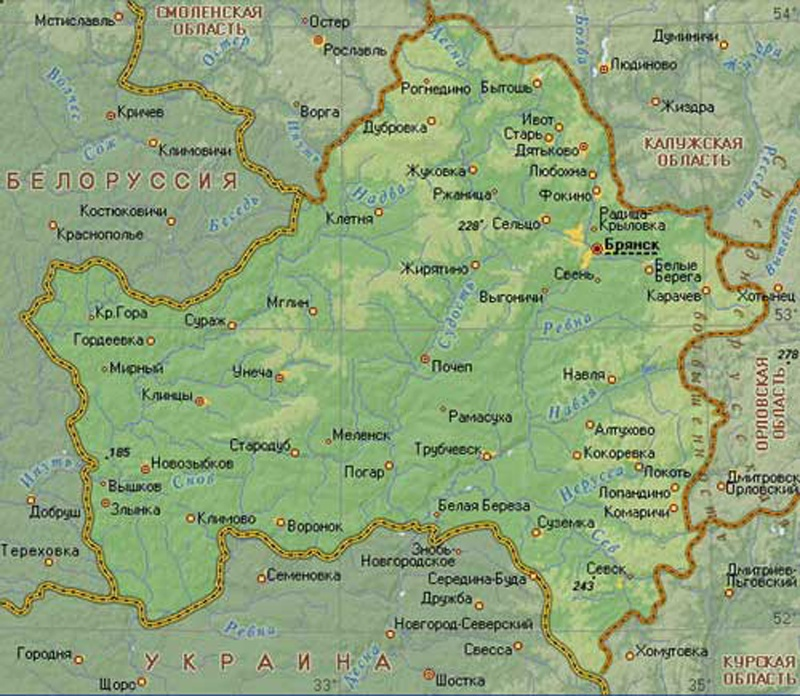 СМОЛЕНСКАЯ
ОБЛАСТЬ
Мстиславль
Остер
Рославль
Остер
Десна
Болва
54°
Думиничи
Жиздра
Людиново
Жиздра
КАЛУЖСКАЯ
ОБЛАСТЬ
Рогнедино
Бытошь
Ворга
Кричев
Сож
Климовичи
Дубровка
Ивот
Старь
Дятьково
Любохна
Жуковка
Ржаница
Фокино
БЕЛОРУССИЯ
Костюковичи
Краснополье
Беседь
Надва
Клетня
228
Сельцо
Радица-
Крыловка
Брянск
Жирятино
Свень
Белые
Берега
Выгоничи
Карачев
Хотынец
Витебеть
53°
Кр.Гора
Мглин
Сураж
Гордеевка
Судость
Ревна
278
Мирный
Унеча
Почеп
Навля
Клинцы
Навля
ОРЛОВСКАЯ
ОБЛАСТЬ
Рамасуха
Алтухово
Меленск
185
Стародуб
Трубчевск
Кокоревка
Новозыбков
Погар
Локоть
Ипуть
Вышков
Снов
Нерусса
Лопандино
Дмитровск
Орловский
Добруш
Злынка
Белая Береза
Комаричи
Климово
Воронок
Суземка
Сев
Тереховка
Знобь-
Новгородское
Семеновка
Середина-Буда
Севск
243
Дмитриев-
Льговский
Дружба
52°
Ревна
Новгород-Северский
Городня
УКРАИНА
Десна
Свесса
Хомутовка
КУРСКАЯ
ОБЛАСТЬ
Щорс
33°
Шостка
35°